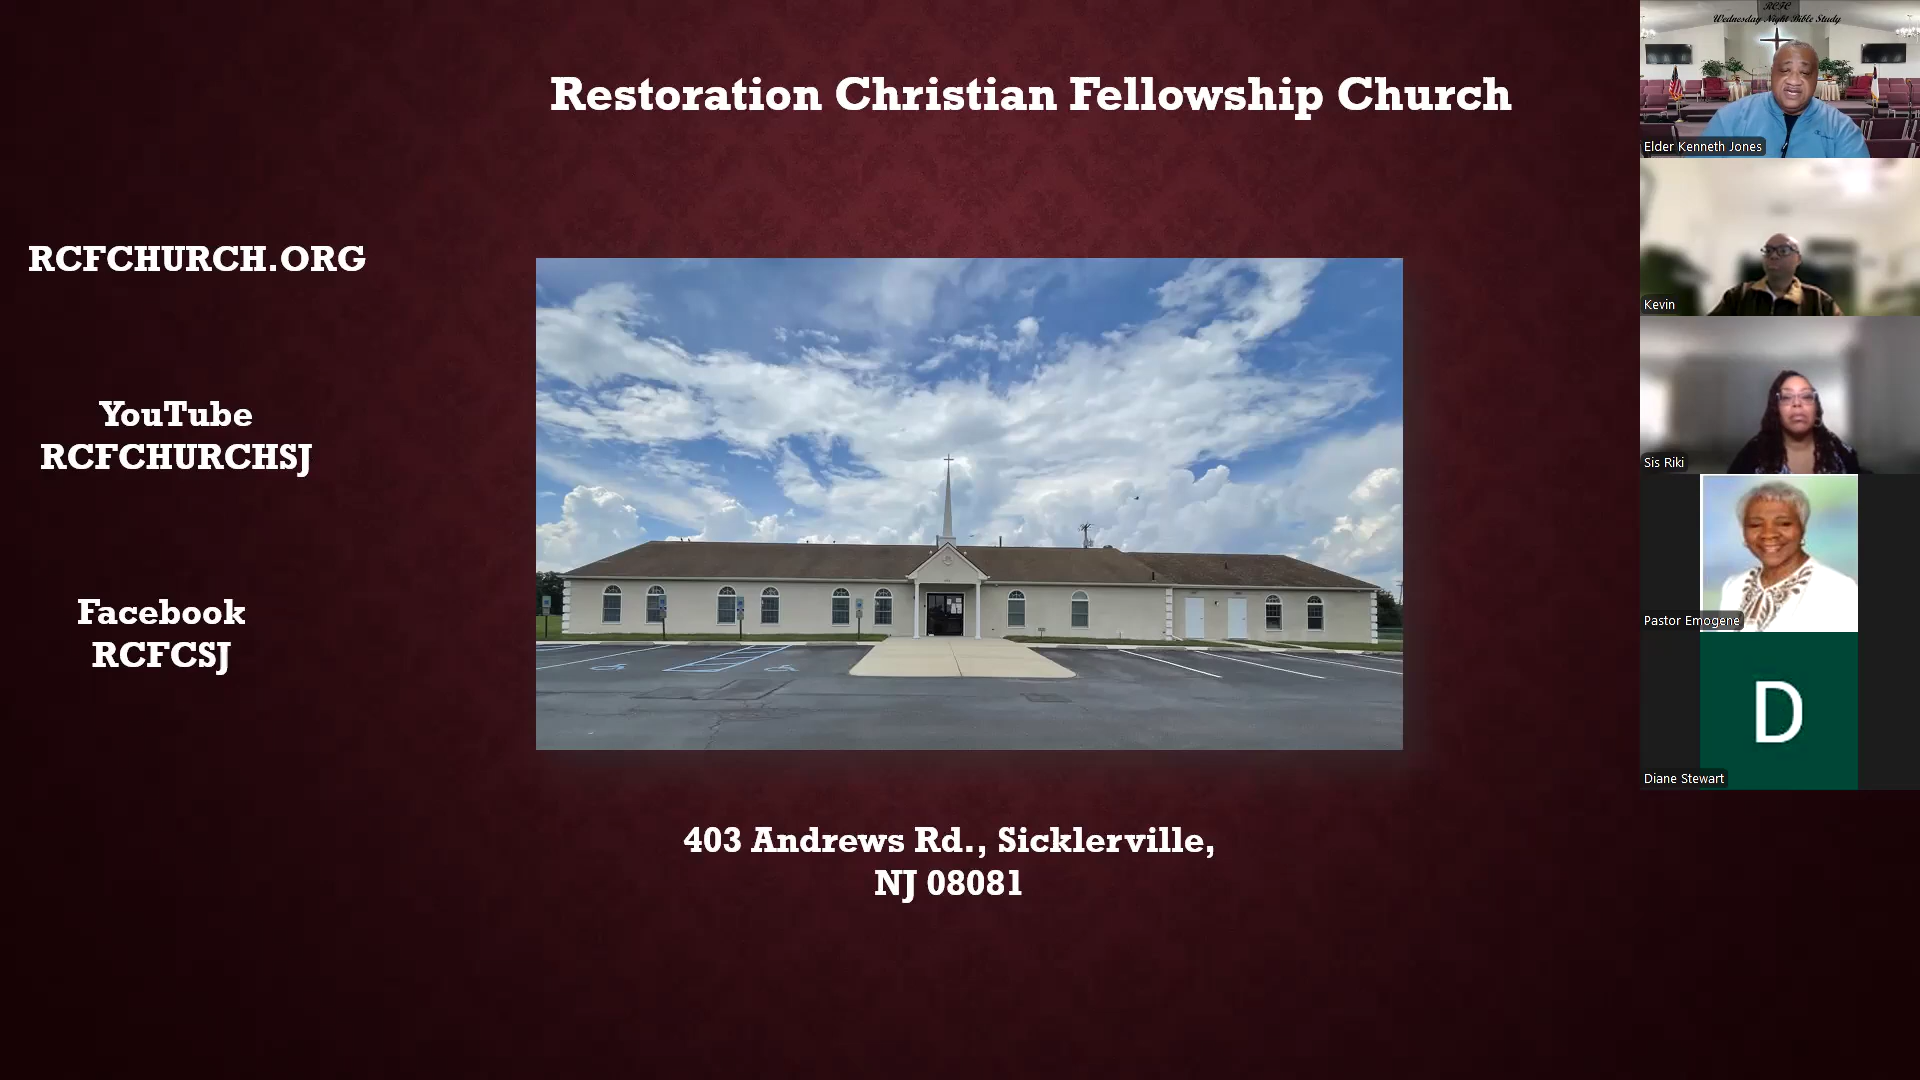 Restoration Christian Fellowship Church
RCFCHURCH.ORG
YouTube
RCFCHURCHSJ
Facebook
RCFCSJ
403 Andrews Rd., Sicklerville,
NJ 08081
RCFC
Wednesday Night Bible Study
Elder Kenneth Jones
Kevin
Sis Riki
Pastor Emogene
D
Diane Stewart